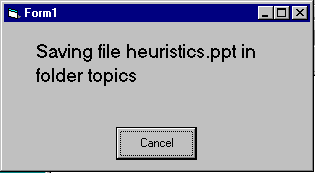 Form1
Saving file heuristics.ppt in
folder topics
Cancel